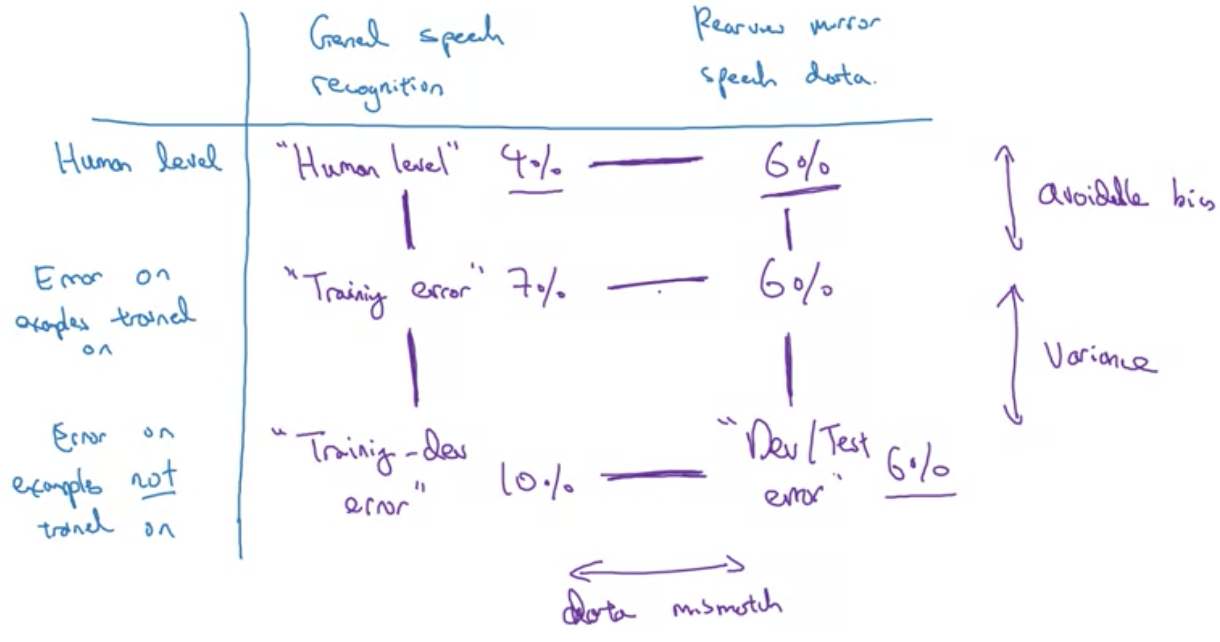 General speech
recognition
Rearview mirror
speech data.
Human level
"Human level" 4% 6%
avoidable bias
Error on
examples trained
on
"Training error" 7% 6%
Variance
Error on
examples not
trained on
"Training-dev
error" 10%
"Dev/Test
error" 6%
data mismatch